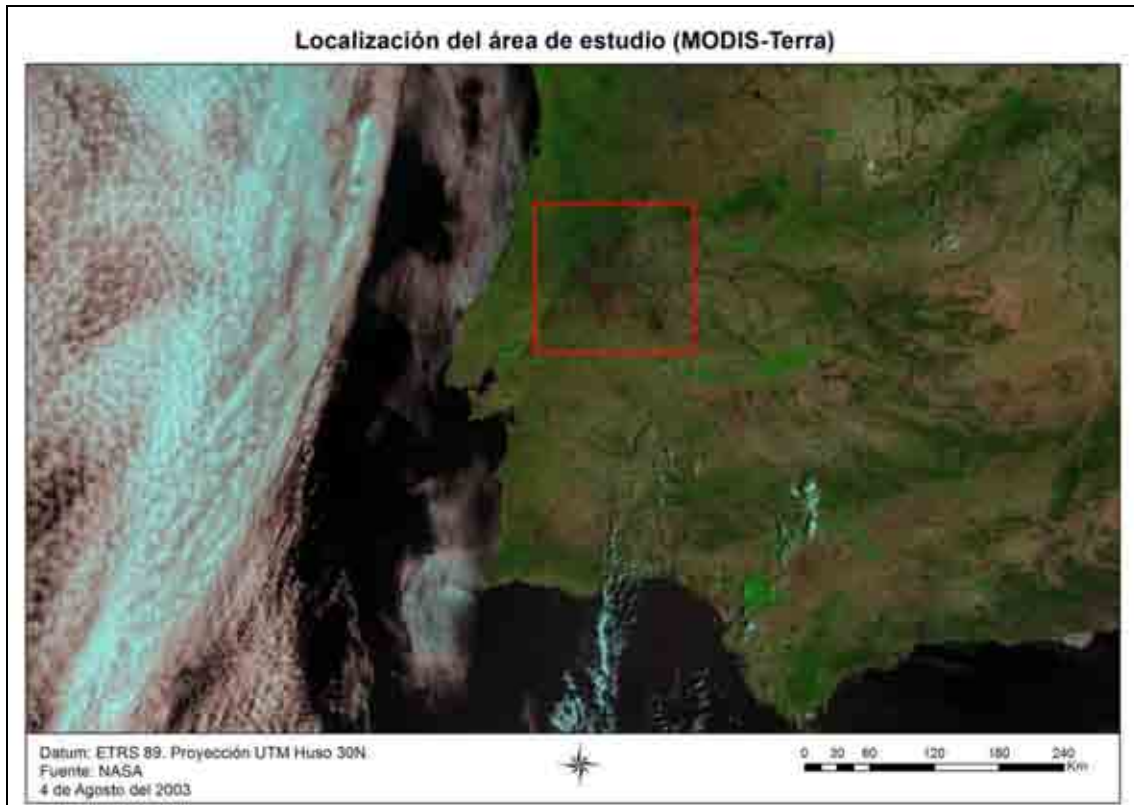 Localización del área de estudio (MODIS-Terra)
Datum: ETRS 89. Proyección UTM Huso 30N
Fuente: NASA
4 de Agosto del 2003
0 30 60 120 180 240
Km